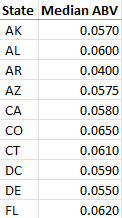 State Median ABV
AK 0.0570
AL 0.0600
AR 0.0400
AZ 0.0575
CA 0.0580
CO 0.0650
CT 0.0610
DC 0.0590
DE 0.0550
FL 0.0620